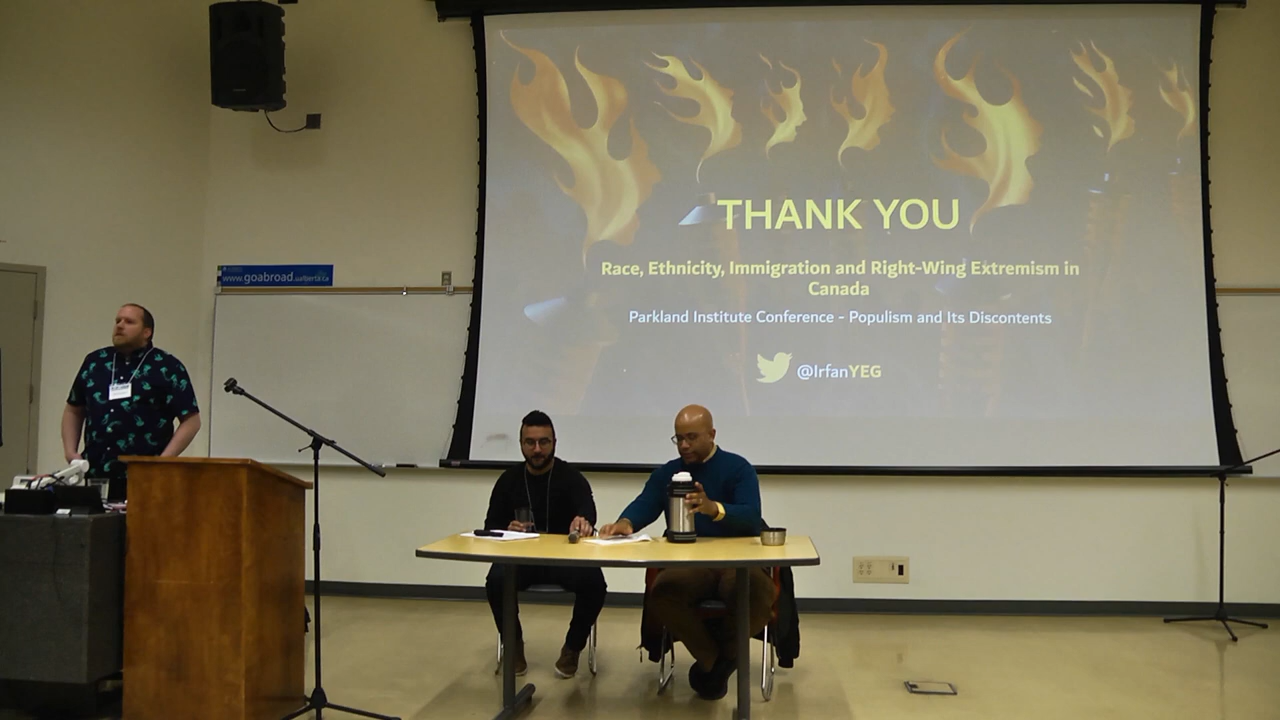 THANK YOU
Race, Ethnicity, Immigration and Right-Wing Extremism in
Canada
Parkland Institute Conference - Populism and Its Discontents
@IrfanYEG
www.goabroad.ualberta.ca